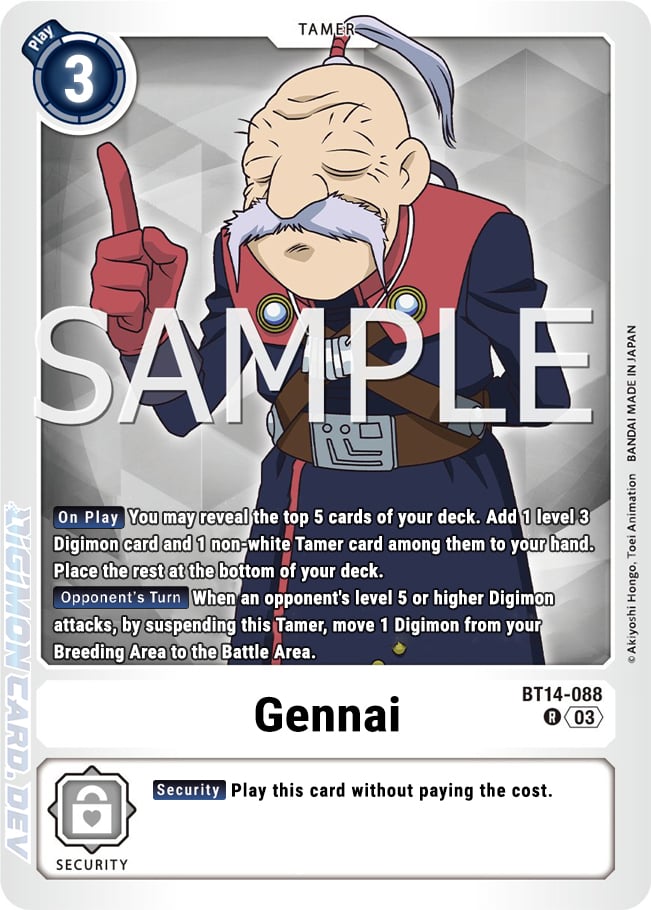 TAMER
Play
3
SAMPLE
On Play You may reveal the top 5 cards of your deck. Add 1 level 3
Digimon card and 1 non-white Tamer card among them to your hand.
Place the rest at the bottom of your deck.
Opponent's Turn When an opponent's level 5 or higher Digimon
attacks, by suspending this Tamer, move 1 Digimon from your
Breeding Area to the Battle Area.
© Akiyoshi Hongo, Toei Animation BANDAI MADE IN JAPAN
DIGIMONCARD.DEV
Gennai
BT14-088
R 03
Security Play this card without paying the cost.
SECURITY